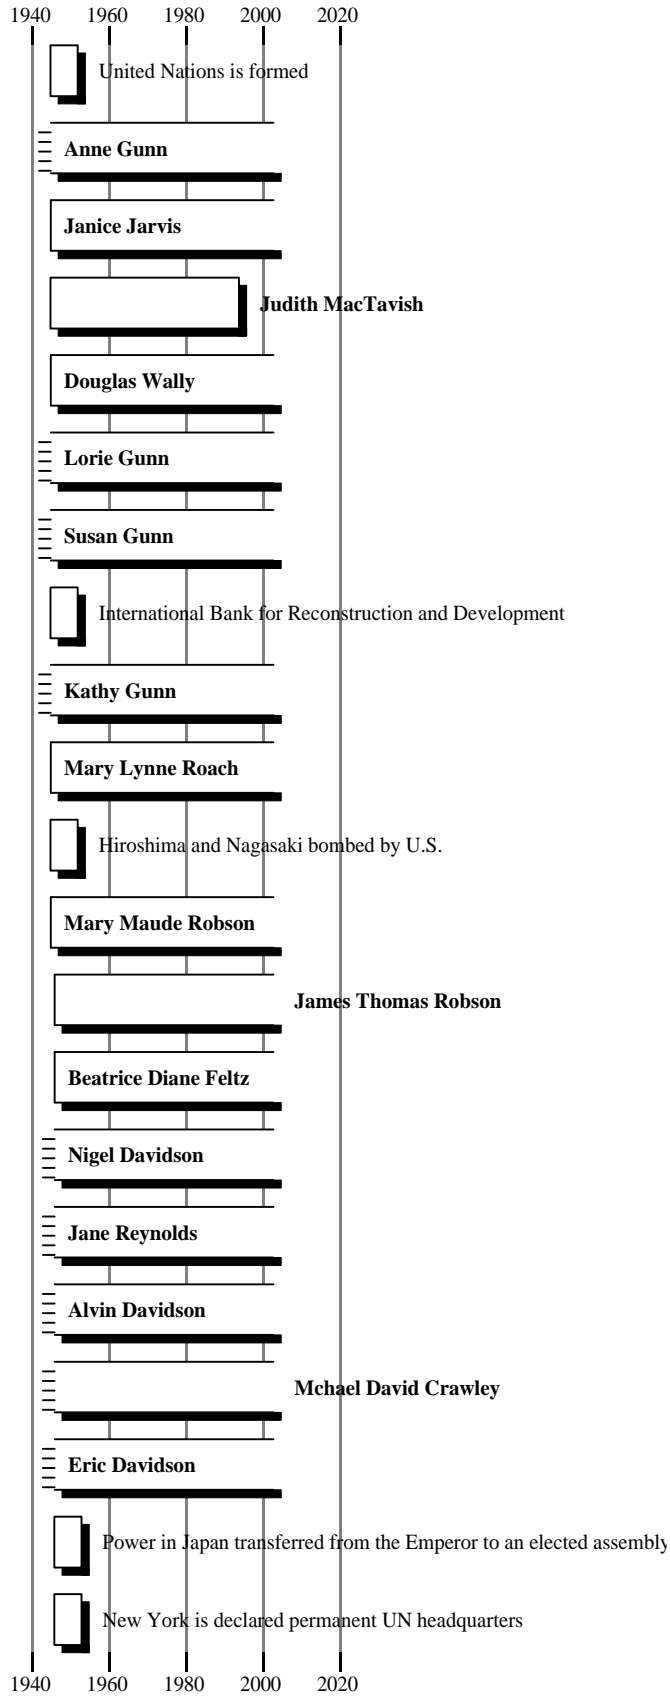 1940 1960 1980 2000 2020
United Nations is formed
Anne Gunn
Janice Jarvis
Judith MacTavish
Douglas Wally
Lorie Gunn
Susan Gunn
International Bank for Reconstruction and Development
Kathy Gunn
Mary Lynne Roach
Hiroshima and Nagasaki bombed by U.S.
Mary Maude Robson
James Thomas Robson
Beatrice Diane Feltz
Nigel Davidson
Jane Reynolds
Alvin Davidson
Mchael David Crawley
Eric Davidson
Power in Japan transferred from the Emperor to an elected assembly
New York is declared permanent UN headquarters
1940 1960 1980 2000 2020